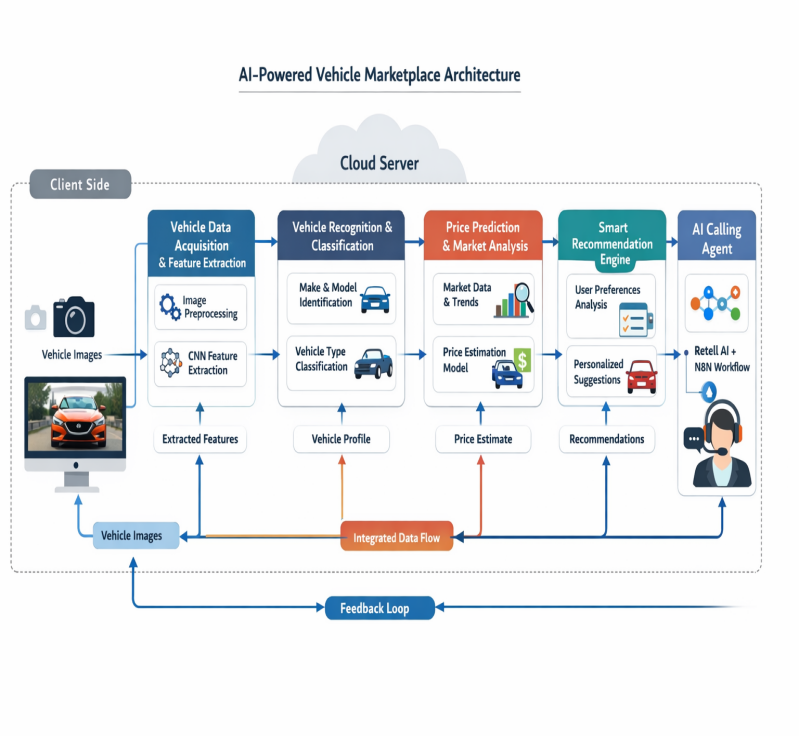 AI-Powered Vehicle Marketplace Architecture
Cloud Server
Client Side
Vehicle Data
Acquisition
& Feature Extraction
Image
Preprocessing
CNN Feature
Extraction
Extracted Features
Vehicle Recognition &
Classification
Make & Model
Identification
Vehicle Type
Classification
Vehicle Profile
Price Prediction
& Market Analysis
Market Data
& Trends
Price Estimation
Model
$
Price Estimate
Smart
Recommendation
Engine
User Preferences
Analysis
Personalized
Suggestions
Recommendations
AI Calling
Agent
Retell AI +
N8N Workflow
Vehicle Images
Vehicle Images
Integrated Data Flow
Feedback Loop